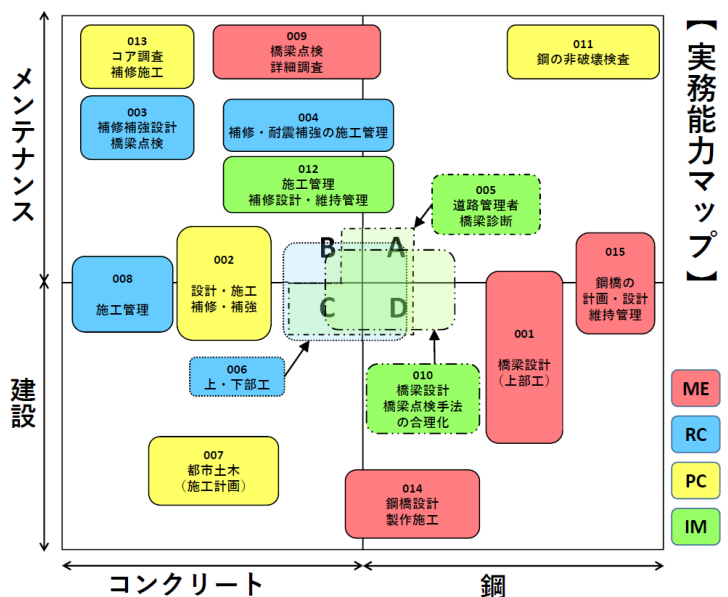 【実務能力マップ】
メンテナンス
建設
コンクリート
鋼
013
コア調査
補修施工
009
橋梁点検
詳細調査
011
鋼の非破壊検査
003
補修補強設計
橋梁点検
004
補修・耐震補強の施工管理
012
施工管理
補修設計・維持管理
005
道路管理者
橋梁診断
B
A
C
D
008
施工管理
002
設計・施工
補修・補強
015
鋼橋の
計画・設計
維持管理
001
橋梁設計
（上部工）
006
上・下部工
010
橋梁設計
橋梁点検手法
の合理化
007
都市土木
（施工計画）
014
鋼橋設計
製作施工
ME
RC
PC
IM